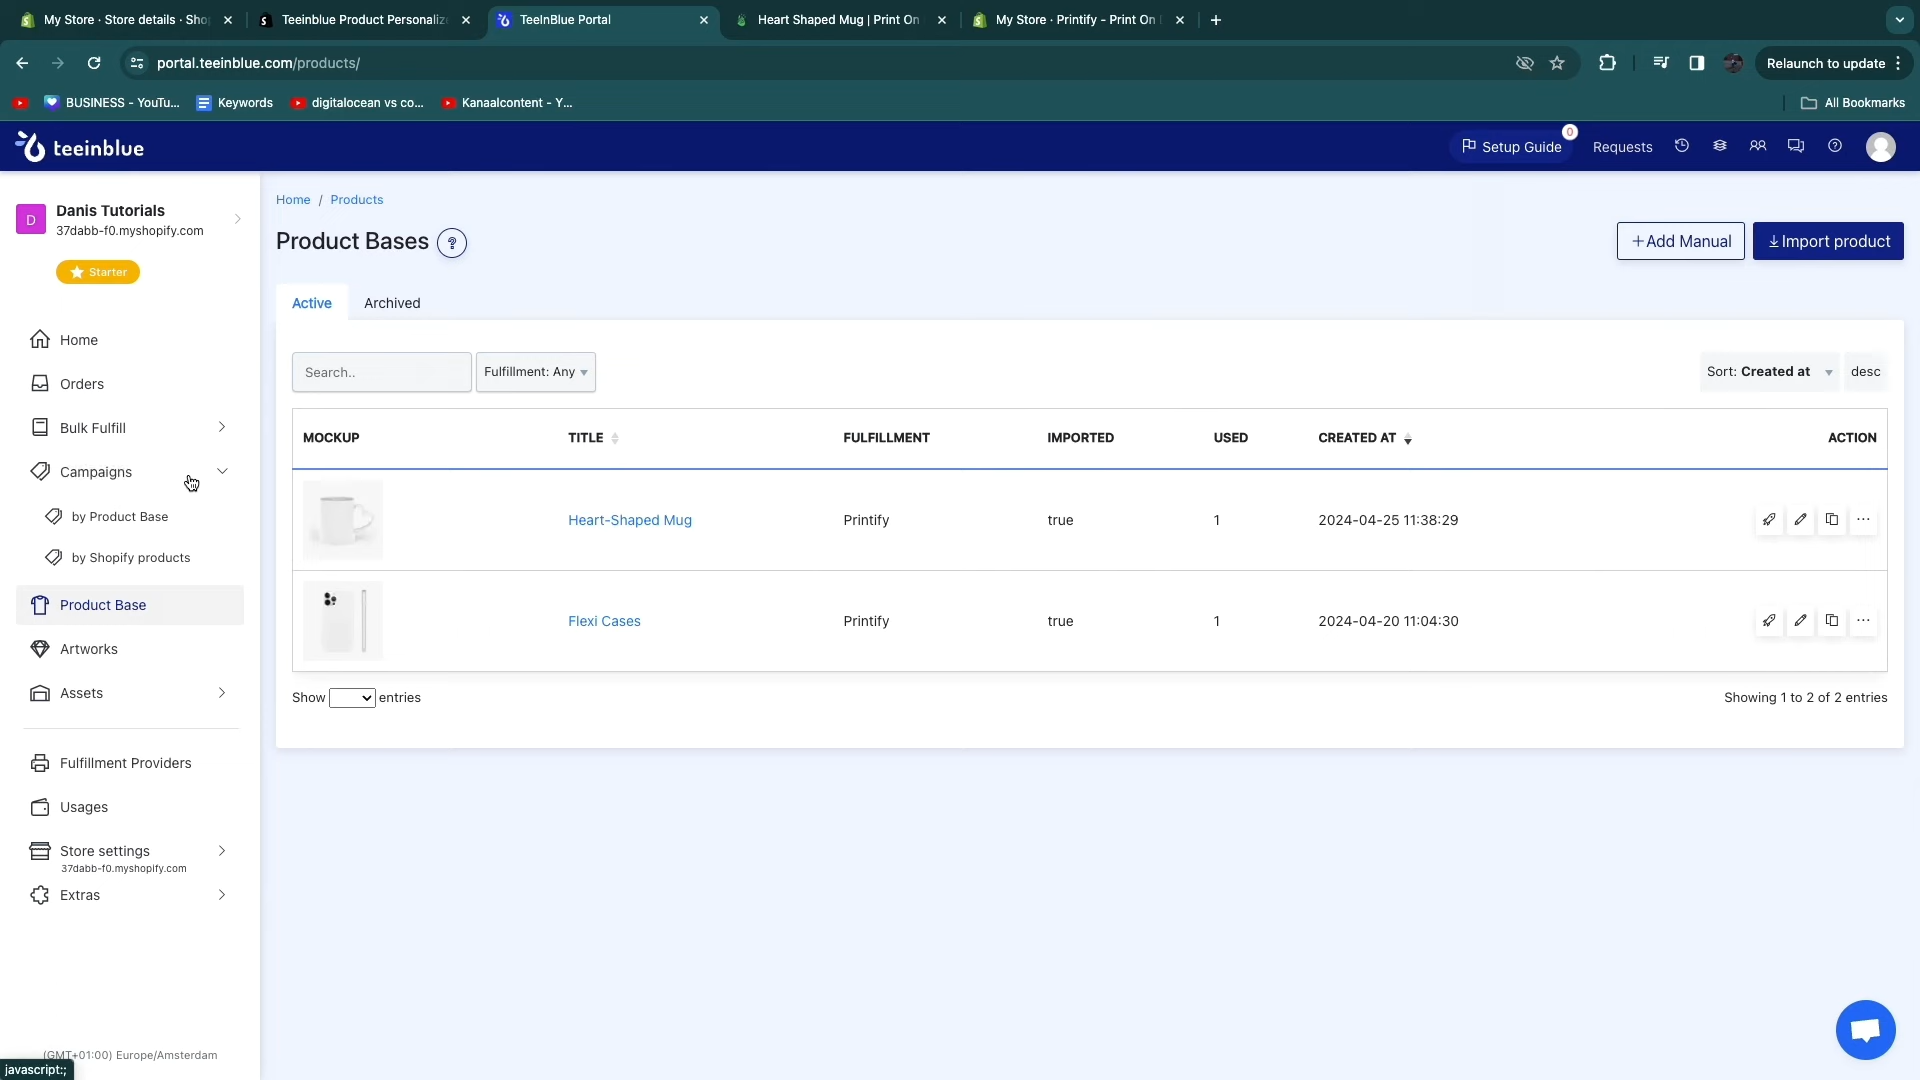 My Store · Store details · Sho
Teeinblue Product Personalize
TeeInBlue Portal
Heart Shaped Mug | Print On
My Store · Printify - Print On
portal.teeinblue.com/products/
Relaunch to update
BUSINESS - YouTu...
Keywords
digitalocean vs co...
Kanaalcontent - Y...
All Bookmarks
teeinblue
Setup Guide
0
Requests
D
Danis Tutorials
37dabb-f0.myshopify.com
Starter
Home
Orders
Bulk Fulfill
Campaigns
by Product Base
by Shopify products
Product Base
Artworks
Assets
Fulfillment Providers
Usages
Store settings
37dabb-f0.myshopify.com
Extras
(GMT+01:00) Europe/Amsterdam
javascript:;
Home / Products
Product Bases ?
+Add Manual
Import product
Active
Archived
Search..
Fulfillment: Any
Sort: Created at
desc
MOCKUP TITLE FULFILLMENT IMPORTED USED CREATED AT ACTION
Heart-Shaped Mug Printify true 1 2024-04-25 11:38:29
Flexi Cases Printify true 1 2024-04-20 11:04:30
Show entries
Showing 1 to 2 of 2 entries